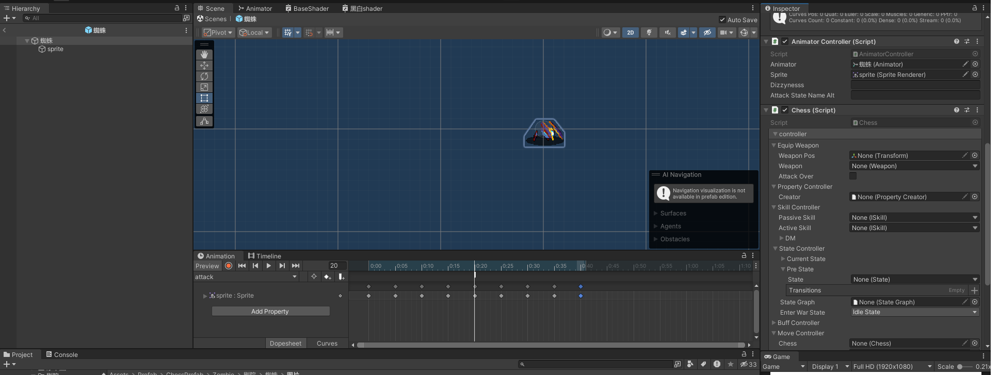 Hierarchy
All
蜘蛛
蜘蛛
sprite
Scene
Animator
BaseShader
黑白shader
Scenes
蜘蛛
Auto Save
Pivot
Local
2D
AI Navigation
Navigation visualization is not
available in prefab edition.
Surfaces
Agents
Obstacles
Animation
Timeline
Preview
20
0:00
0:05
0:10
0:15
0:20
0:25
0:30
0:35
0:40
0:45
0:50
0:55
1:00
1:05
1:10
attack
sprite : Sprite
Add Property
Dopesheet
Curves
Project
Console
33
Assets
Prefab
ChessPrefab
Zombie
剧院
蜘蛛
图片
剧院
Inspector
Curves Pos: 0 Quat: 0 Euler: 0 Scale: 0 Muscles: 0 Generic: 0 PPtr: 0
Curves Count: 0 Constant: 0 (0.0%) Dense: 0 (0.0%) Stream: 0 (0.0%)
Animator Controller (Script)
Script
AnimatorController
Animator
蜘蛛 (Animator)
Sprite
sprite (Sprite Renderer)
Dizzynesss
Attack State Name Alt
Chess (Script)
Script
Chess
controller
Equip Weapon
Weapon Pos
None (Transform)
Weapon
None (Weapon)
Attack Over
Property Controller
Creator
None (Property Creator)
Skill Controller
Passive Skill
None (ISkill)
Active Skill
None (ISkill)
DM
State Controller
Current State
Pre State
State
None (State)
Transitions
Empty
State Graph
None (State Graph)
Enter War State
Idle State
Buff Controller
Move Controller
Chess
None (Chess)
Game
Game
Display 1
Full HD (1920x1080)
Scale
0.21x